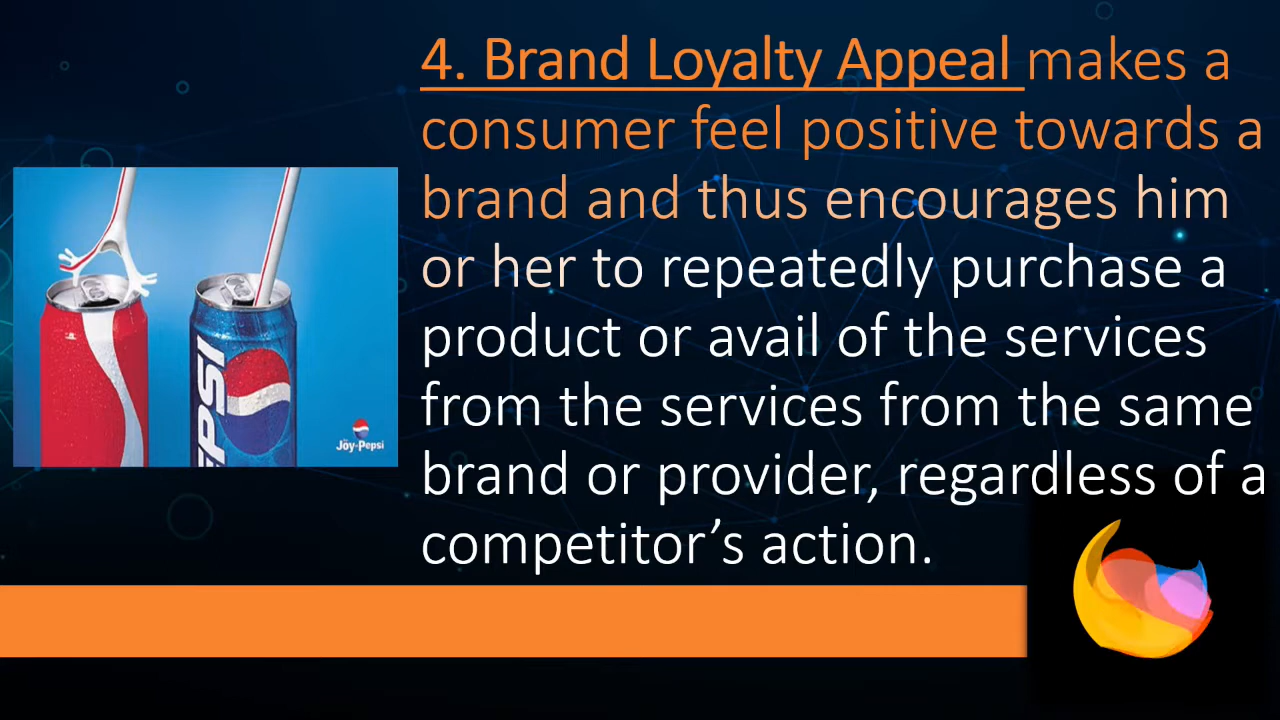 4. Brand Loyalty Appeal makes a
consumer feel positive towards a
brand and thus encourages him
or her to repeatedly purchase a
product or avail of the services
from the services from the same
brand or provider, regardless of a
competitor’s action.
EPSI
Joy-Pepsi